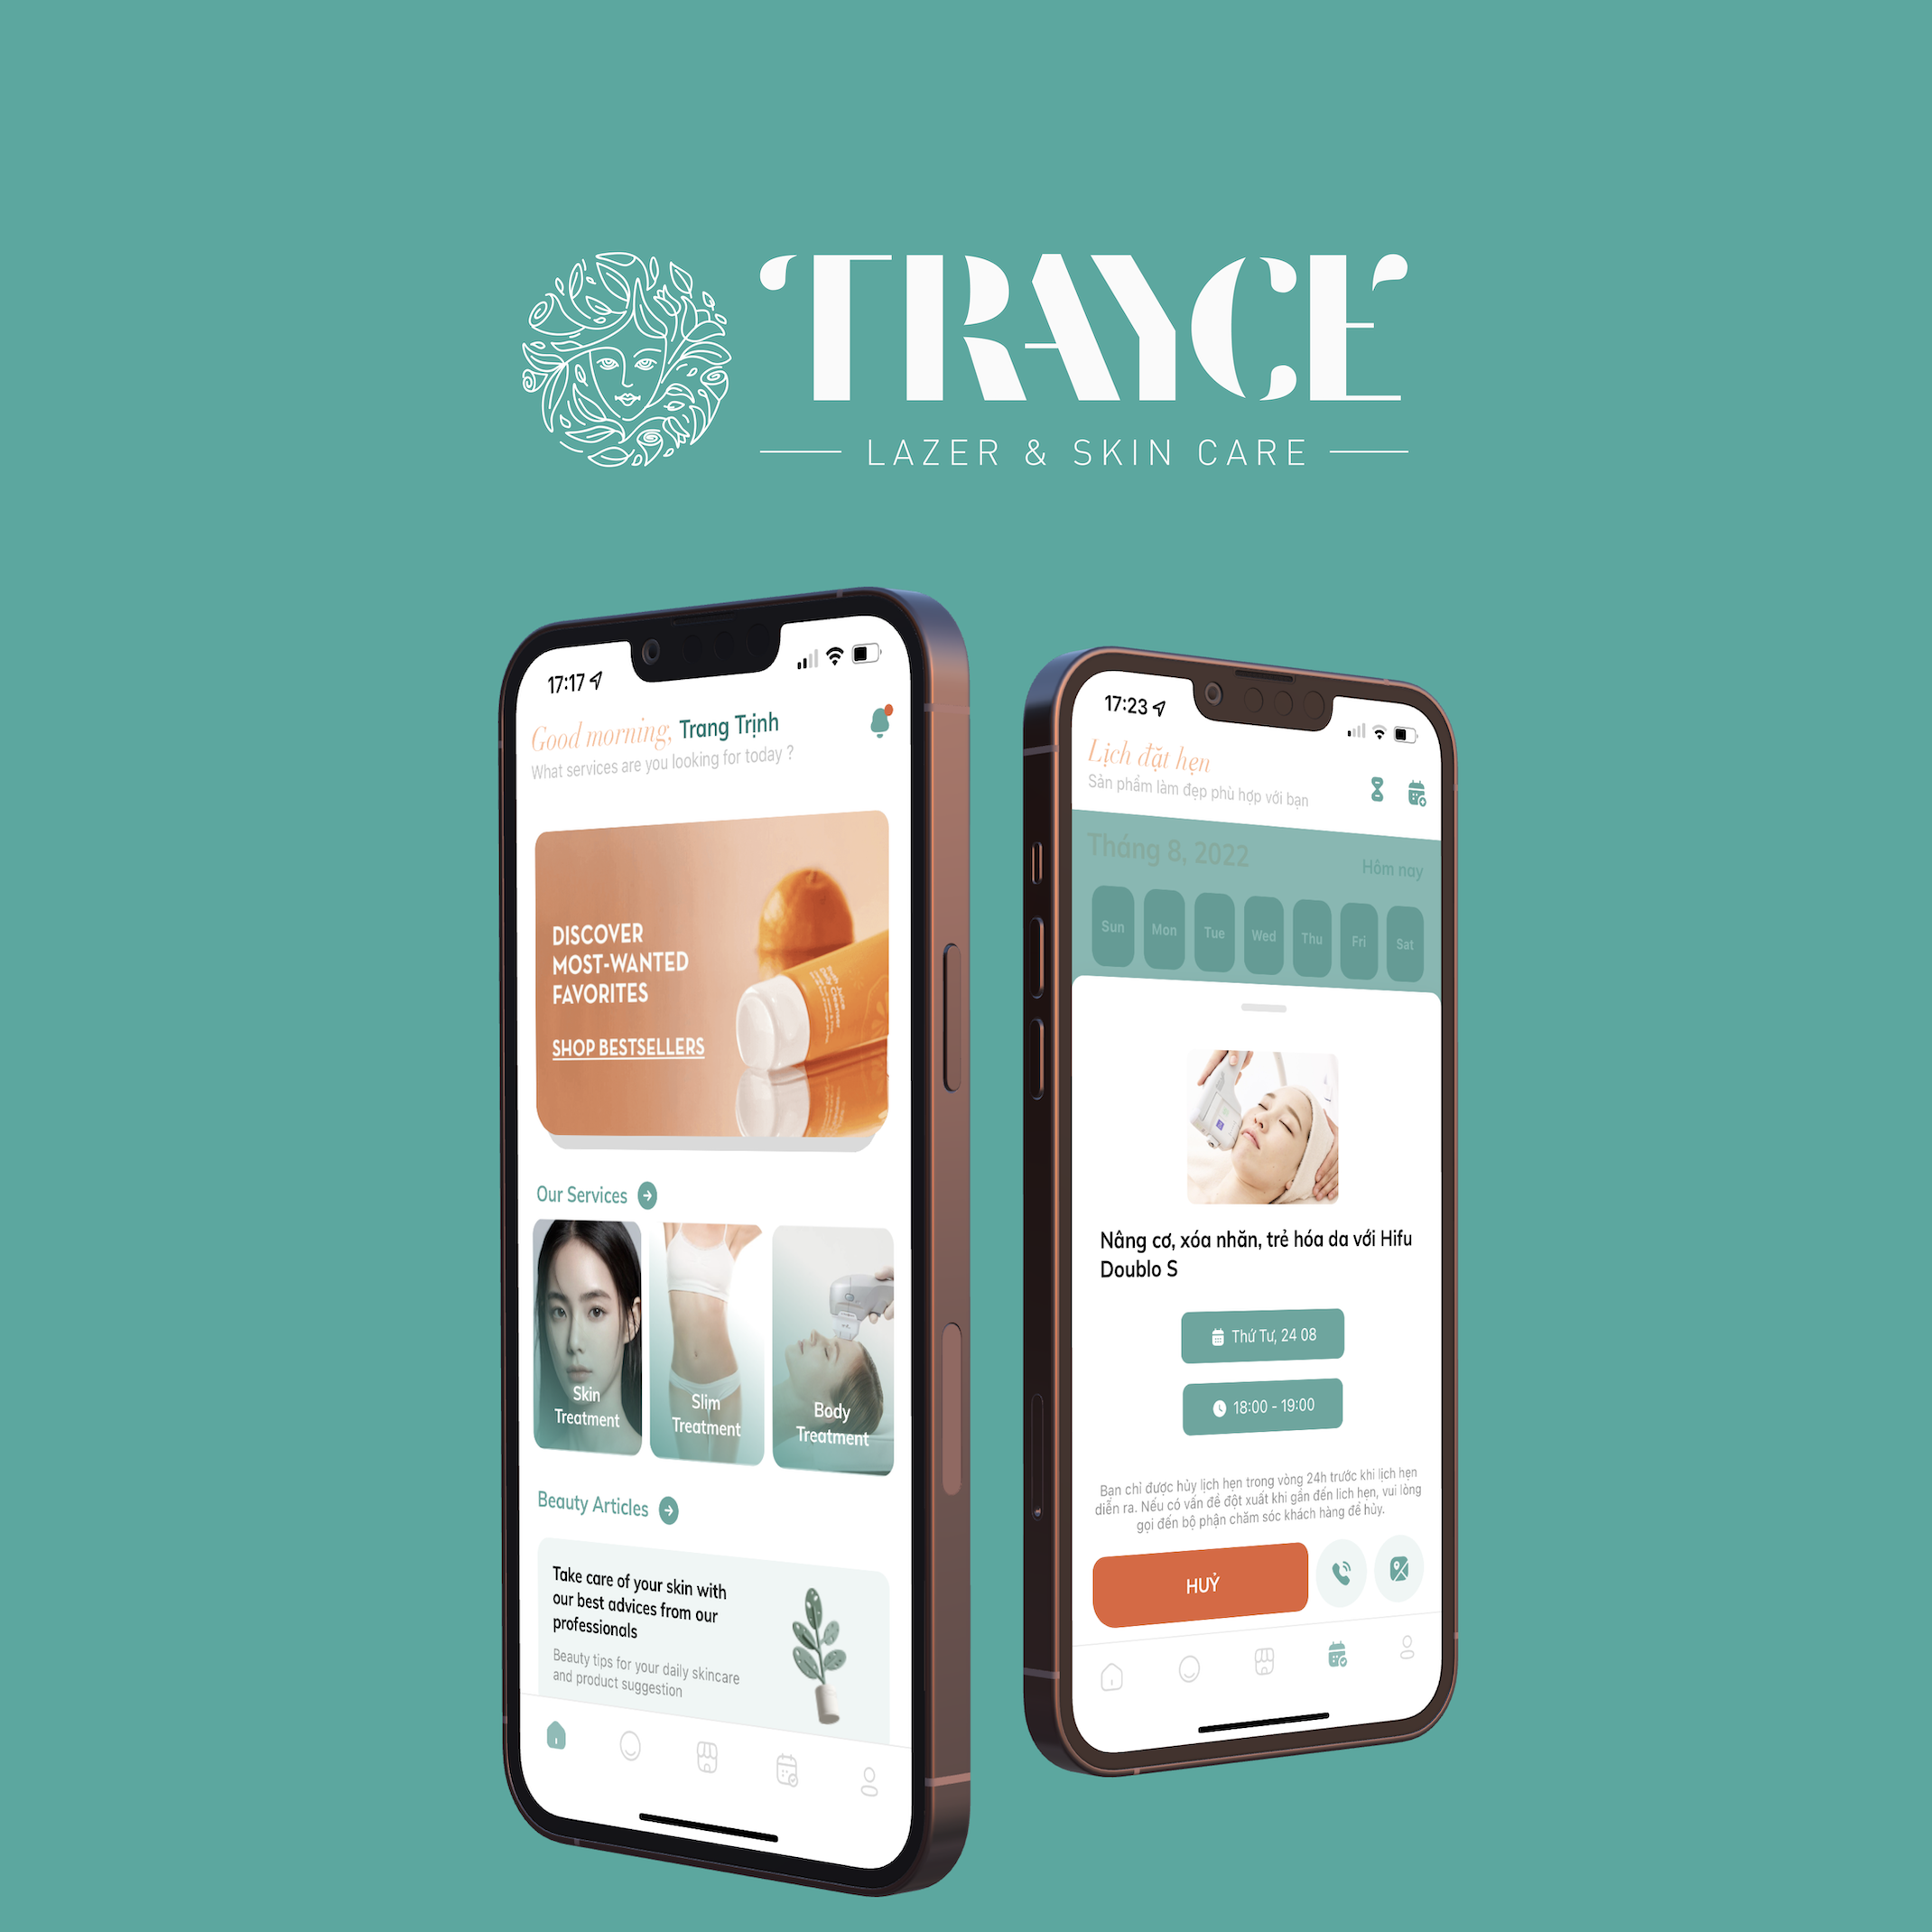 TRAYCE
LAZER & SKIN CARE
17:17
Good morning, Trang Trịnh
What services are you looking for today ?
DISCOVER
MOST-WANTED
FAVORITES
SHOP BESTSELLERS
Our Services
Skin
Treatment
Slim
Treatment
Body
Treatment
Beauty Articles
Take care of your skin with
our best advices from our
professionals
Beauty tips for your daily skincare
and product suggestion
17:23
Lịch đặt hẹn
Sản phẩm làm đẹp phù hợp với bạn
Tháng 8, 2022
Hôm nay
Sun Mon Tue Wed Thu Fri Sat
Nâng cơ, xóa nhăn, trẻ hóa da với Hifu
Doublo S
Thứ Tư, 24 08
18:00 - 19:00
Bạn chỉ được hủy lịch hẹn trong vòng 24h trước khi lịch hẹn
diễn ra. Nếu có vấn đề đột xuất khi gần đến lich hẹn, vui lòng
gọi đến bộ phận chăm sóc khách hàng để hủy.
HUỶ